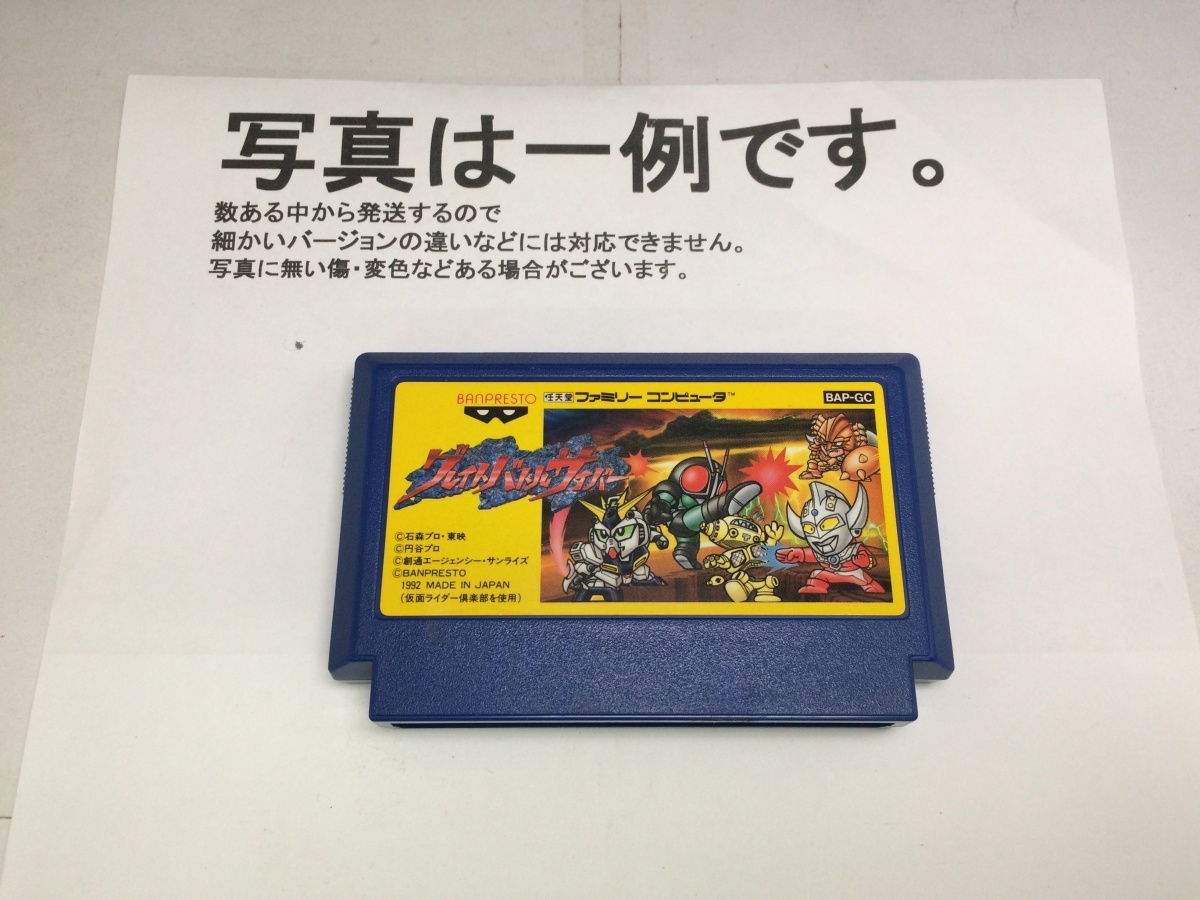 写真は一例です。
数ある中から発送するので
細かいバージョンの違いなどには対応できません。
写真に無い傷・変色などある場合がございます。
BANPRESTO
任天堂 ファミリー コンピュータ™
BAP-GC
グレイトバトルサイバー
©石森プロ・東映
©円谷プロ
©創通エージェンシー・サンライズ
©BANPRESTO
1992 MADE IN JAPAN
(仮面ライダー倶楽部を使用)